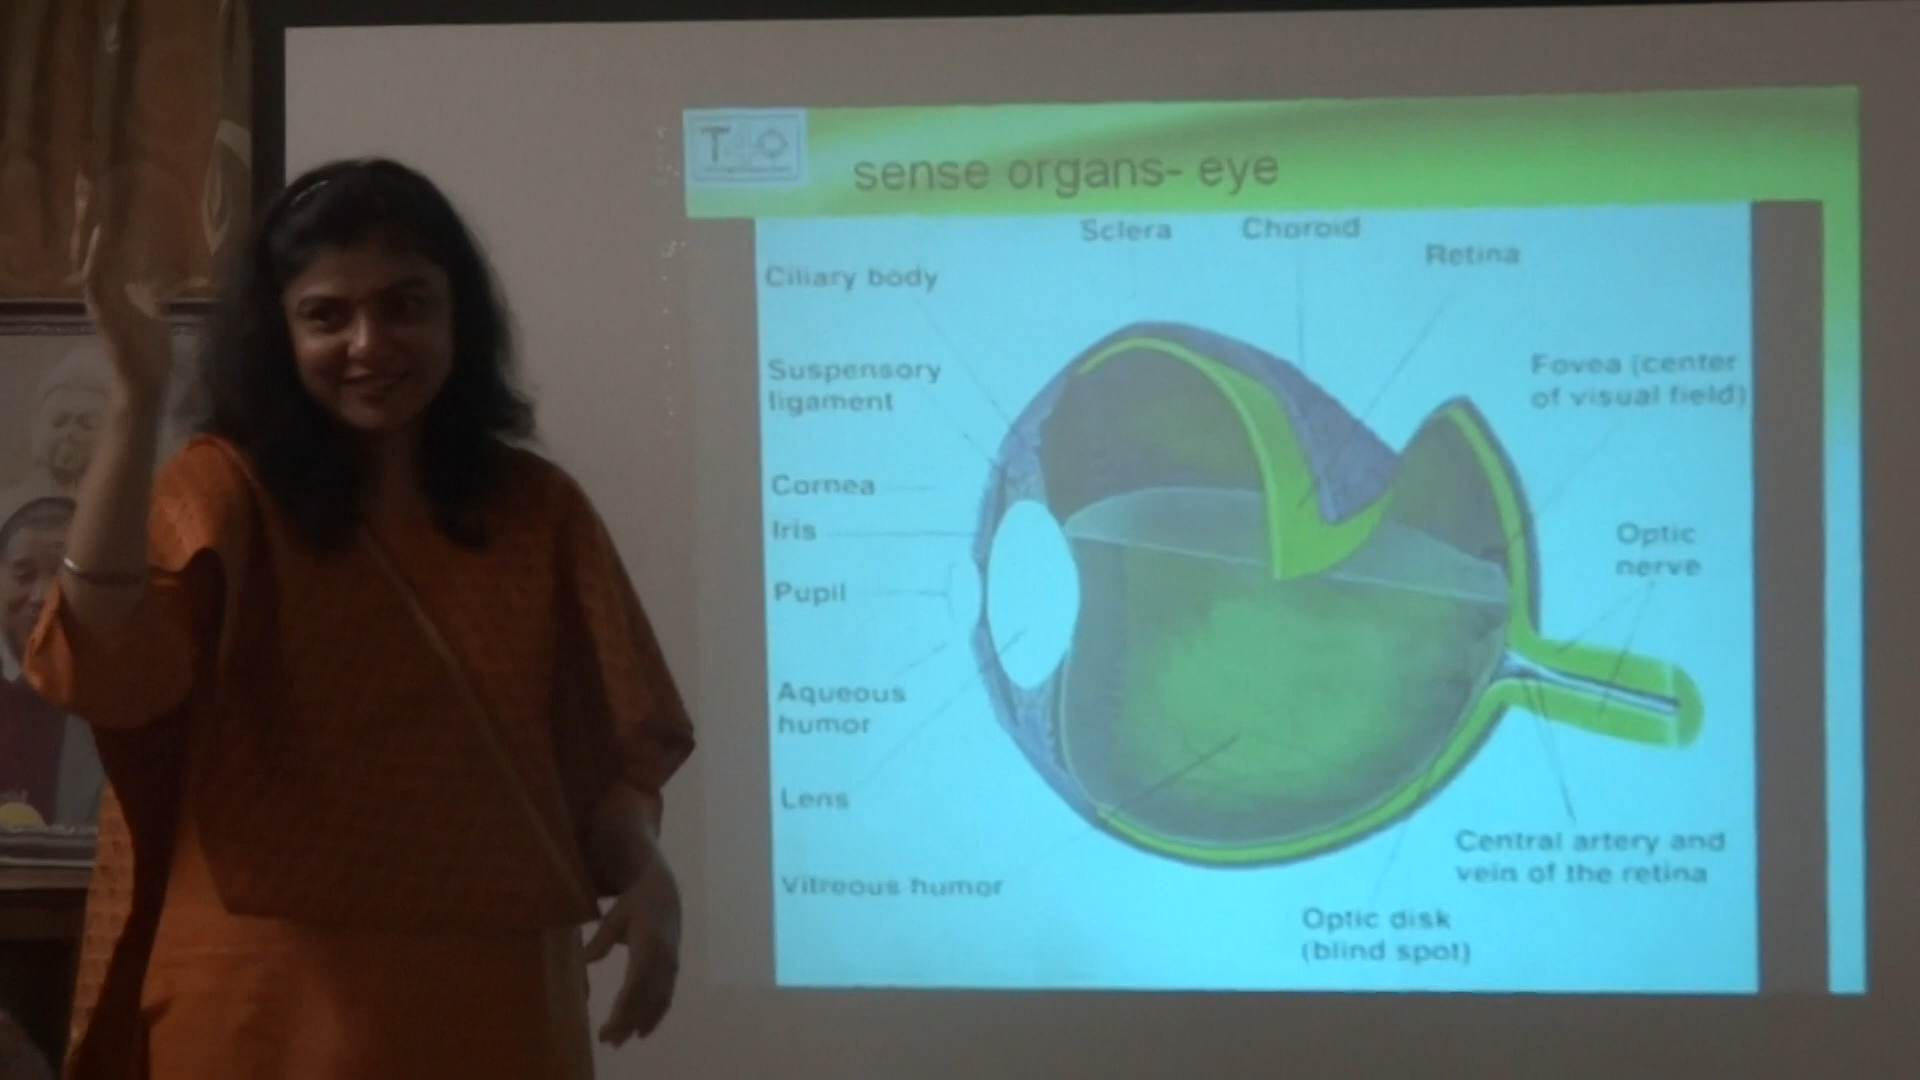 sense organs- eye
Sclera
Choroid
Retina
Ciliary body
Suspensory
ligament
Fovea (center
of visual field)
Cornea
Iris
Optic
nerve
Pupil
Aqueous
humor
Lens
Central artery and
vein of the retina
Vitreous humor
Optic disk
(blind spot)